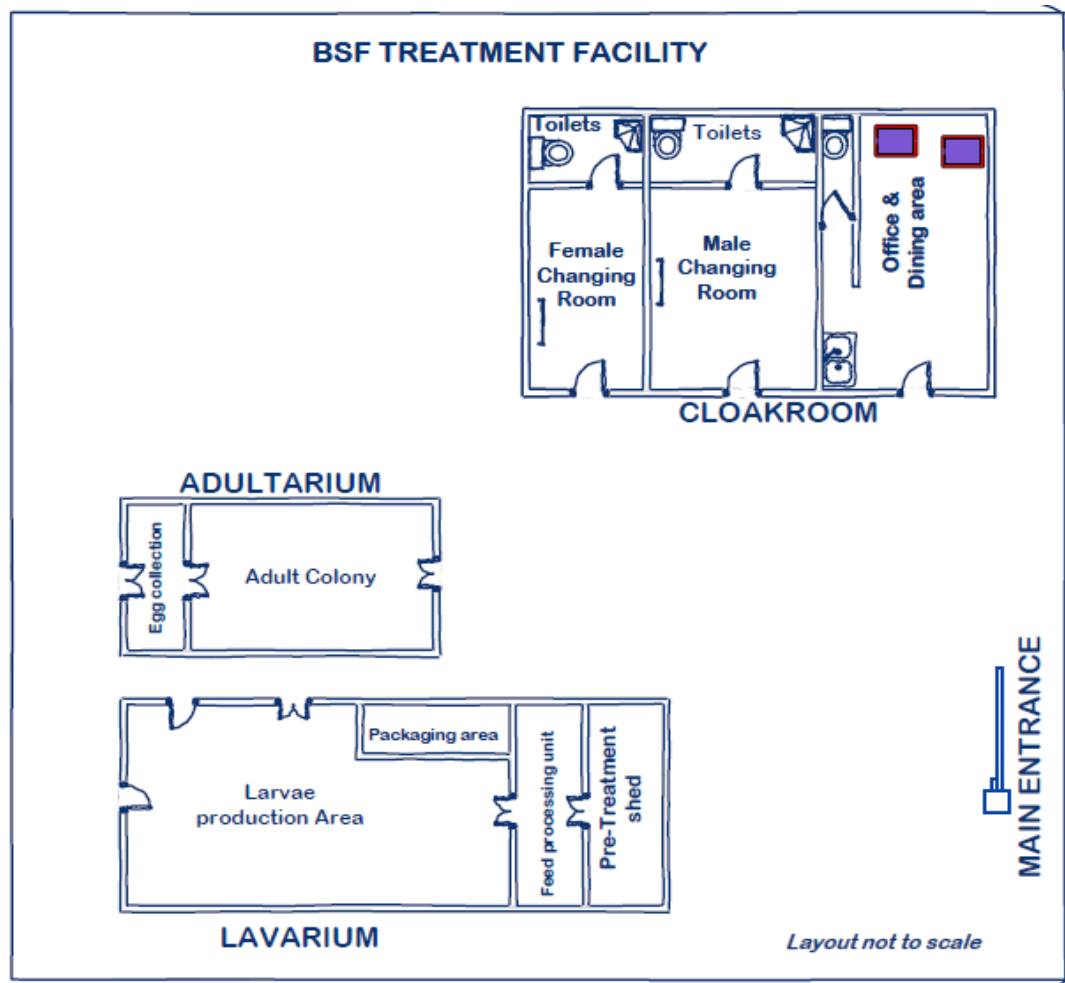 BSF TREATMENT FACILITY
Toilets
Toilets
Office &
Dining area
Female
Changing
Room
Male
Changing
Room
CLOAKROOM
ADULTARIUM
Egg collection
Adult Colony
MAIN ENTRANCE
Packaging area
Feed processing unit
Pre-Treatment
shed
Larvae
production Area
LAVARIUM
Layout not to scale